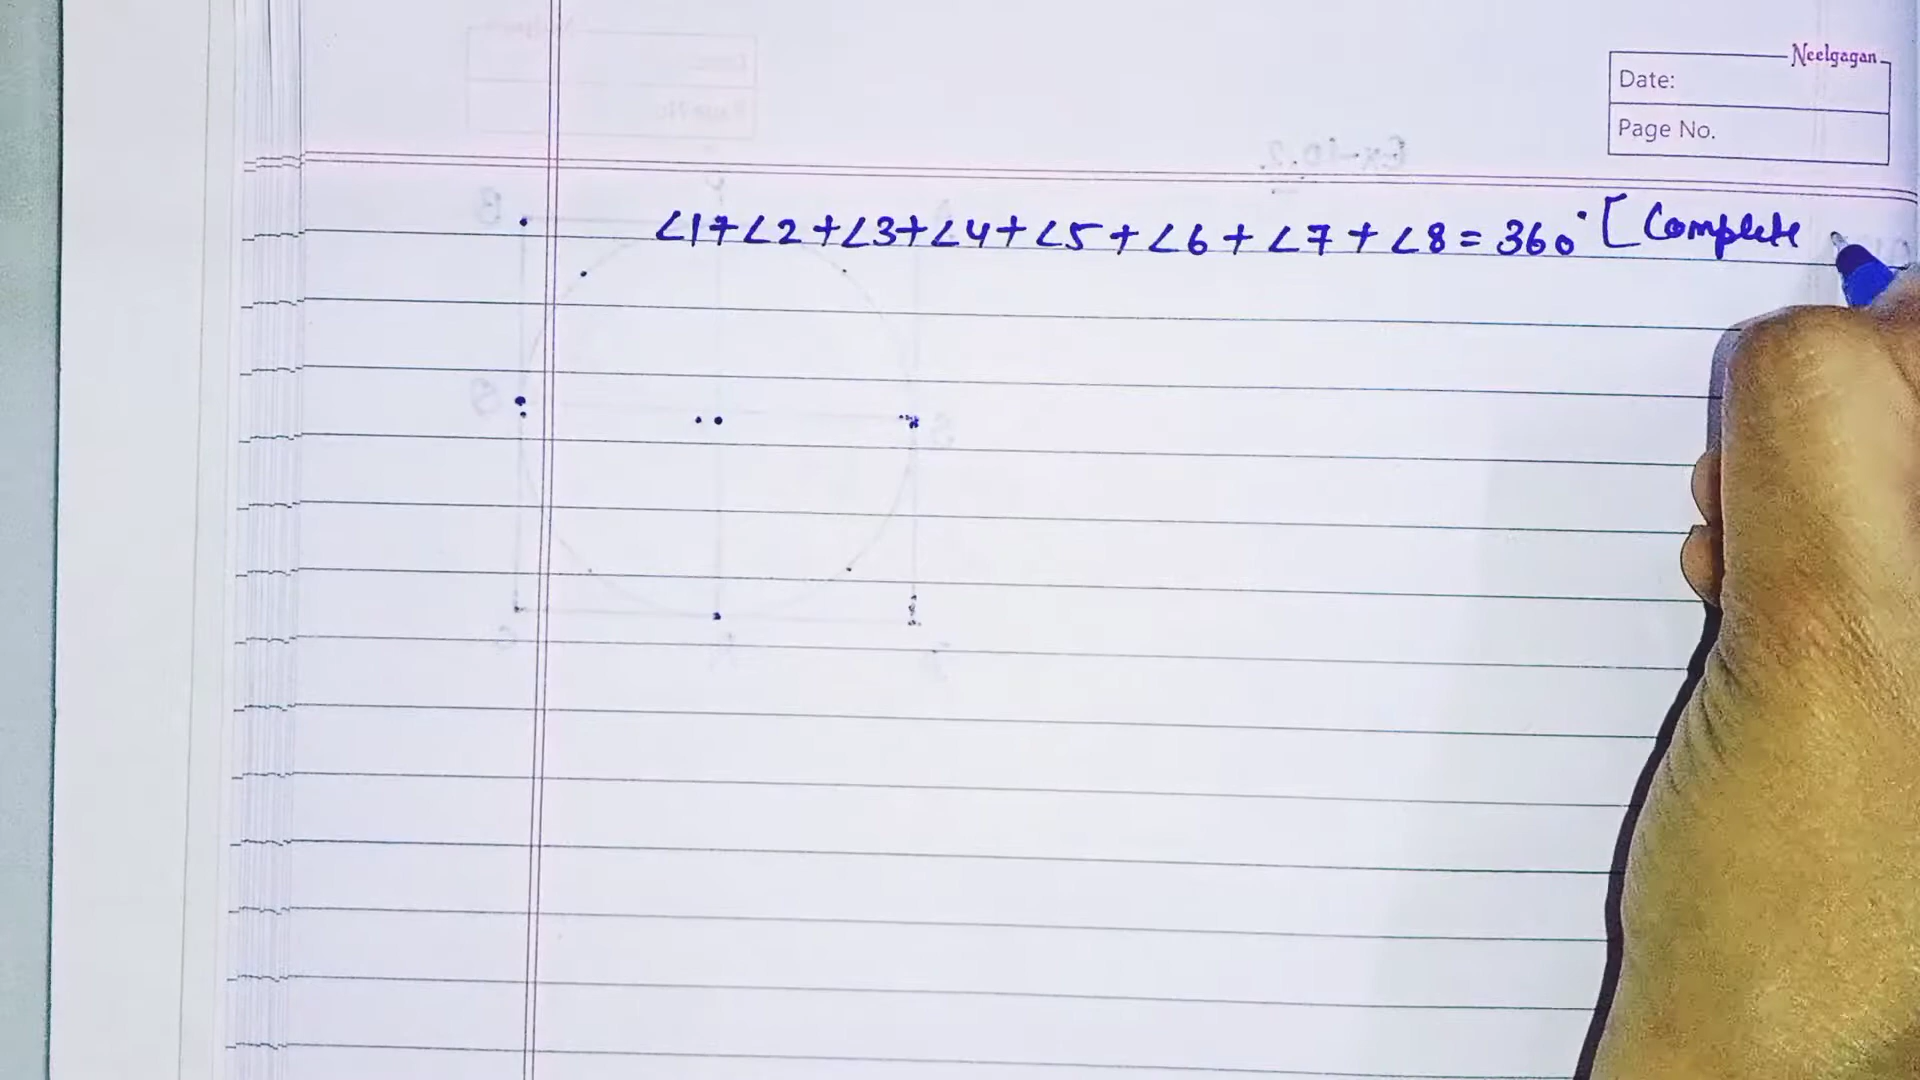 Neelgagan
Date:
Page No.
∠1+∠2+∠3+∠4+∠5+∠6+∠7+∠8=360° [Complete